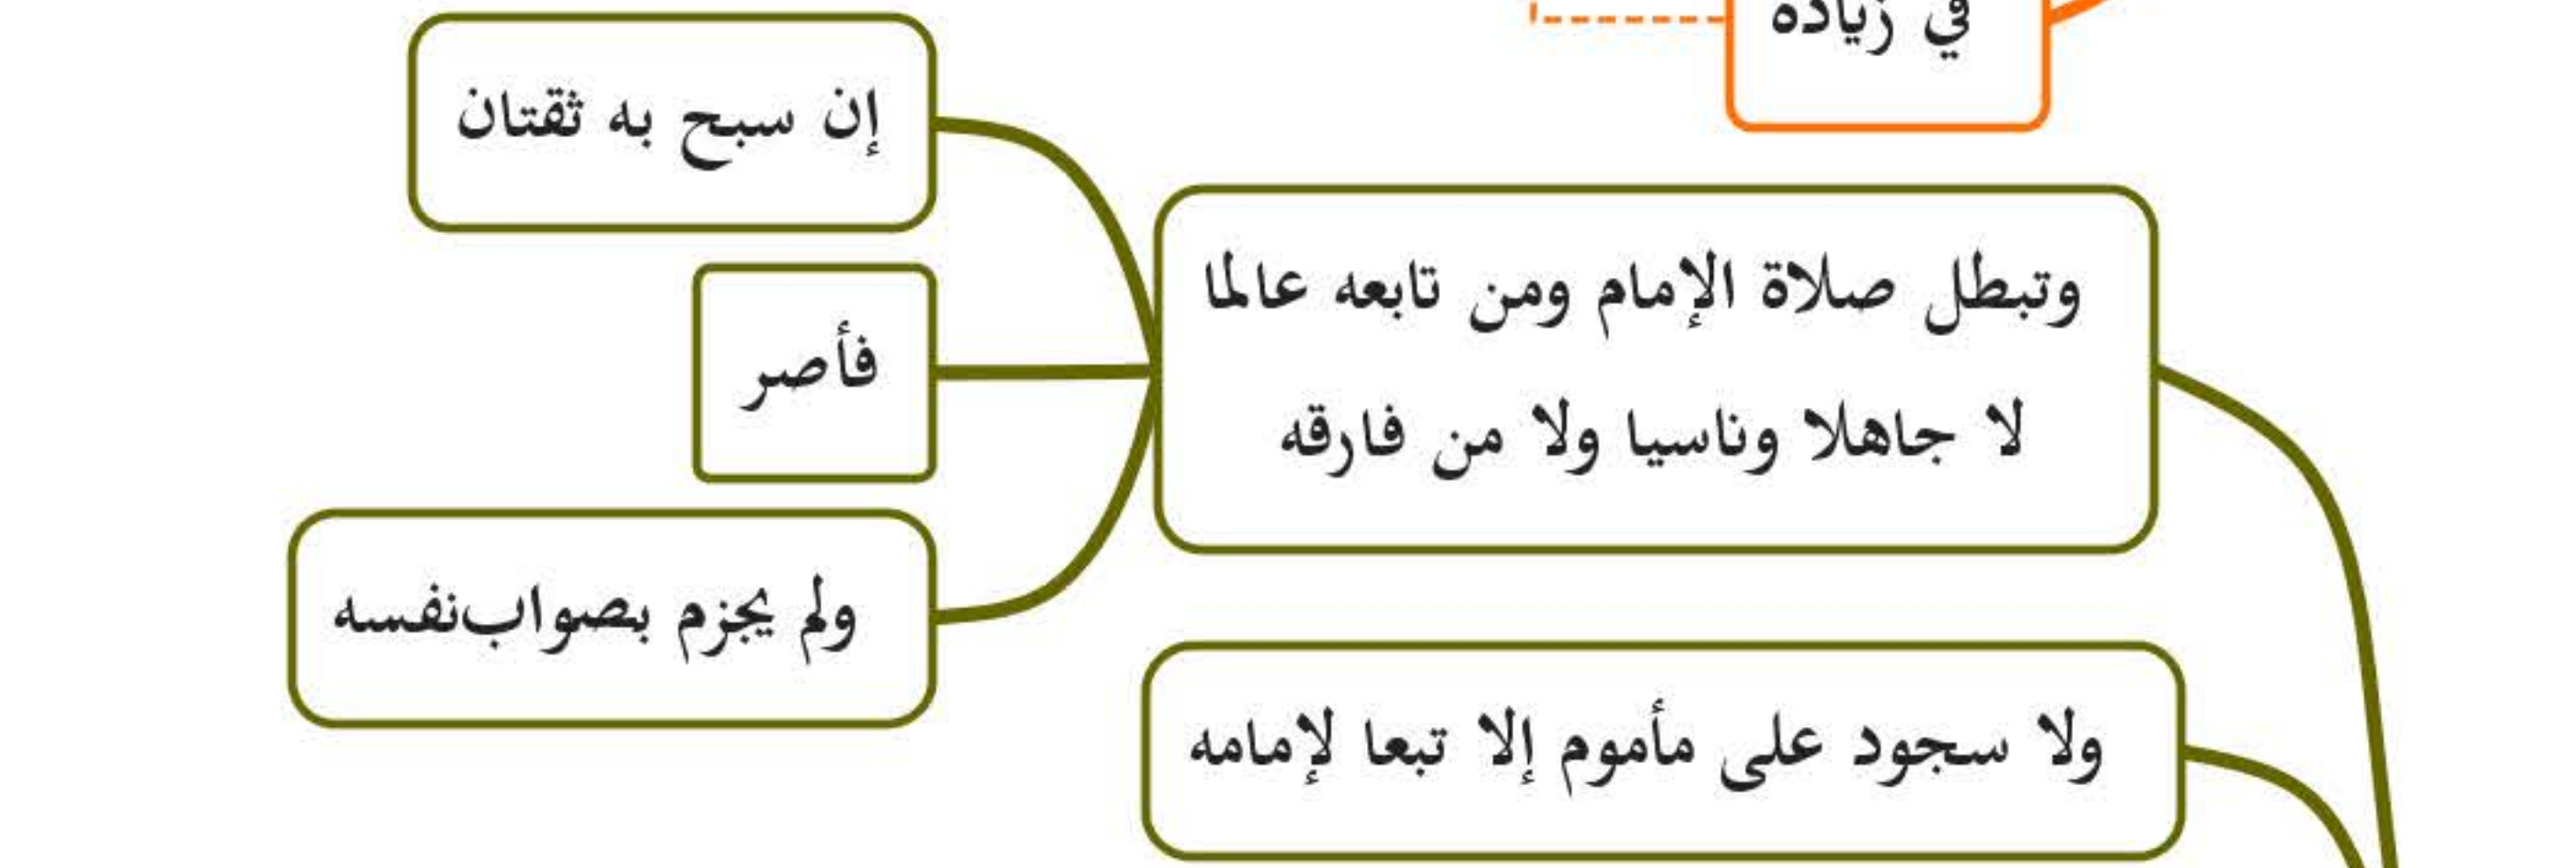 في زيادة
وتبطل صلاة الإمام ومن تابعه عالما
لا جاهلا وناسيا ولا من فارقه
إن سبح به ثقتان
فأصر
ولم يجزم بصواب نفسه
ولا سجود على مأموم إلا تبعا لإمامه